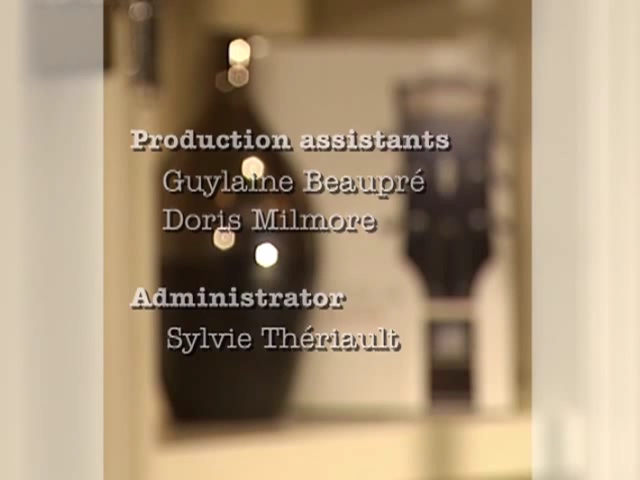 Production assistants
Guylaine Beaupré
Doris Milmore
Administrator
Sylvie Thériault